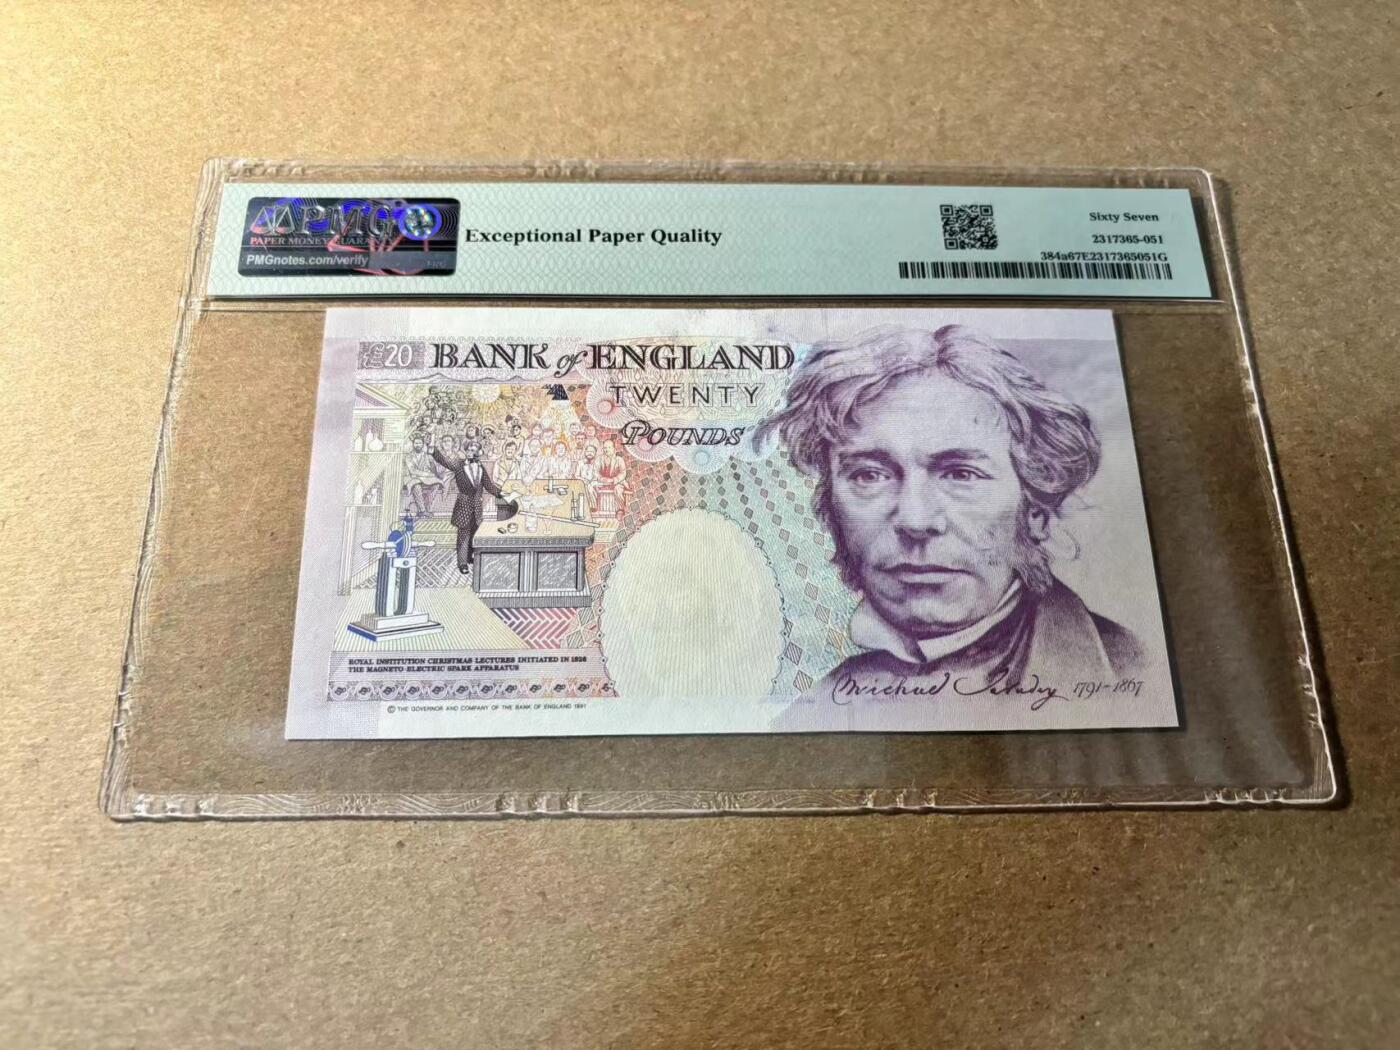 PMG
PAPER MONEY GUARANTY
PMGnotes.com/verify
Exceptional Paper Quality
Sixty Seven
2317365-051
384a67E2317365051G
£20 BANK of ENGLAND
TWENTY
POUNDS
ROYAL INSTITUTION CHRISTMAS LECTURES INITIATED IN 1826
THE MAGNETO ELECTRIC SPARK APPARATUS
Michael Faraday 1791-1867
© THE GOVERNOR AND COMPANY OF THE BANK OF ENGLAND 1991